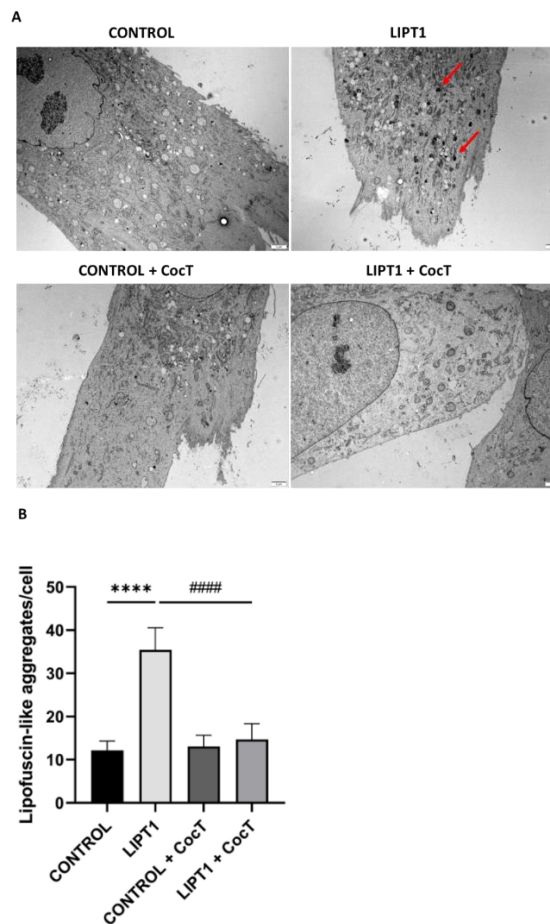 A
CONTROL
LIPT1
CONTROL + CocT
LIPT1 + CocT
B
Lipofuscin-like aggregates/cell
50
40
30
20
10
0
****
####
CONTROL
LIPT1
CONTROL + CocT
LIPT1 + CocT